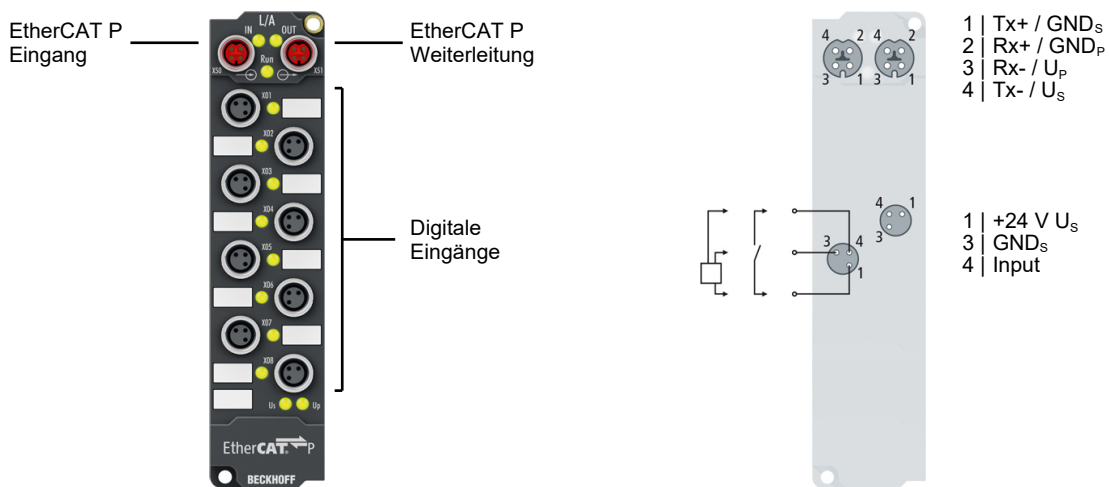 EtherCAT P
Eingang
L/A
IN
OUT
Run
XS0
XS1
EtherCAT P
Weiterleitung
X01
X02
X03
X04
X05
X06
X07
X08
Us
Up
EtherCAT P
BECKHOFF
Digitale
Eingänge
4 2
3 1
4 2
3 1
1 | Tx+ / GNDS
2 | Rx+ / GNDP
3 | Rx- / UP
4 | Tx- / US
4 1
3
3 4
1
1 | +24 V US
3 | GNDS
4 | Input